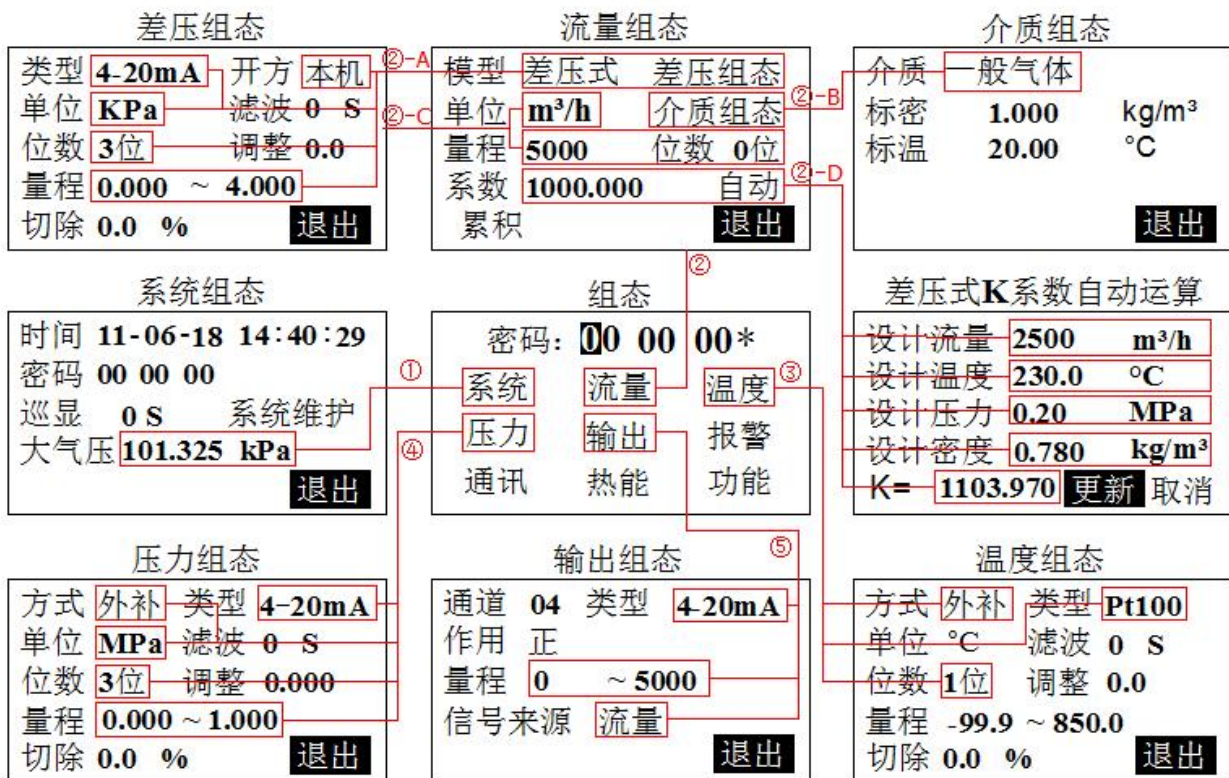 差压组态
类型 4-20mA 开方 本机
单位 KPa 滤波 0 S
位数 3位 调整 0.0
量程 0.000 ~ 4.000
切除 0.0 % 退出
流量组态
②-A
模型 差压式 差压组态
单位 m³/h 介质组态
②-B
②-C
量程 5000 位数 0位
②-D
系数 1000.000 自动
累积 退出
②
介质组态
介质 一般气体
标密 1.000 kg/m³
标温 20.00 °C
退出
系统组态
时间 11-06-18 14:40:29
密码 00 00 00
巡显 0 S 系统维护
大气压 101.325 kPa
退出
①
组态
密码: 00 00 00*
系统 流量 温度
③
压力 输出 报警
④
通讯 热能 功能
⑤
差压式K系数自动运算
设计流量 2500 m³/h
设计温度 230.0 °C
设计压力 0.20 MPa
设计密度 0.780 kg/m³
K= 1103.970 更新 取消
压力组态
方式 外补 类型 4-20mA
单位 MPa 滤波 0 S
位数 3位 调整 0.000
量程 0.000 ~ 1.000
切除 0.0 % 退出
输出组态
通道 04 类型 4-20mA
作用 正
量程 0 ~ 5000
信号来源 流量
退出
温度组态
方式 外补 类型 Pt100
单位 °C 滤波 0 S
位数 1位 调整 0.0
量程 -99.9 ~ 850.0
切除 0.0 % 退出